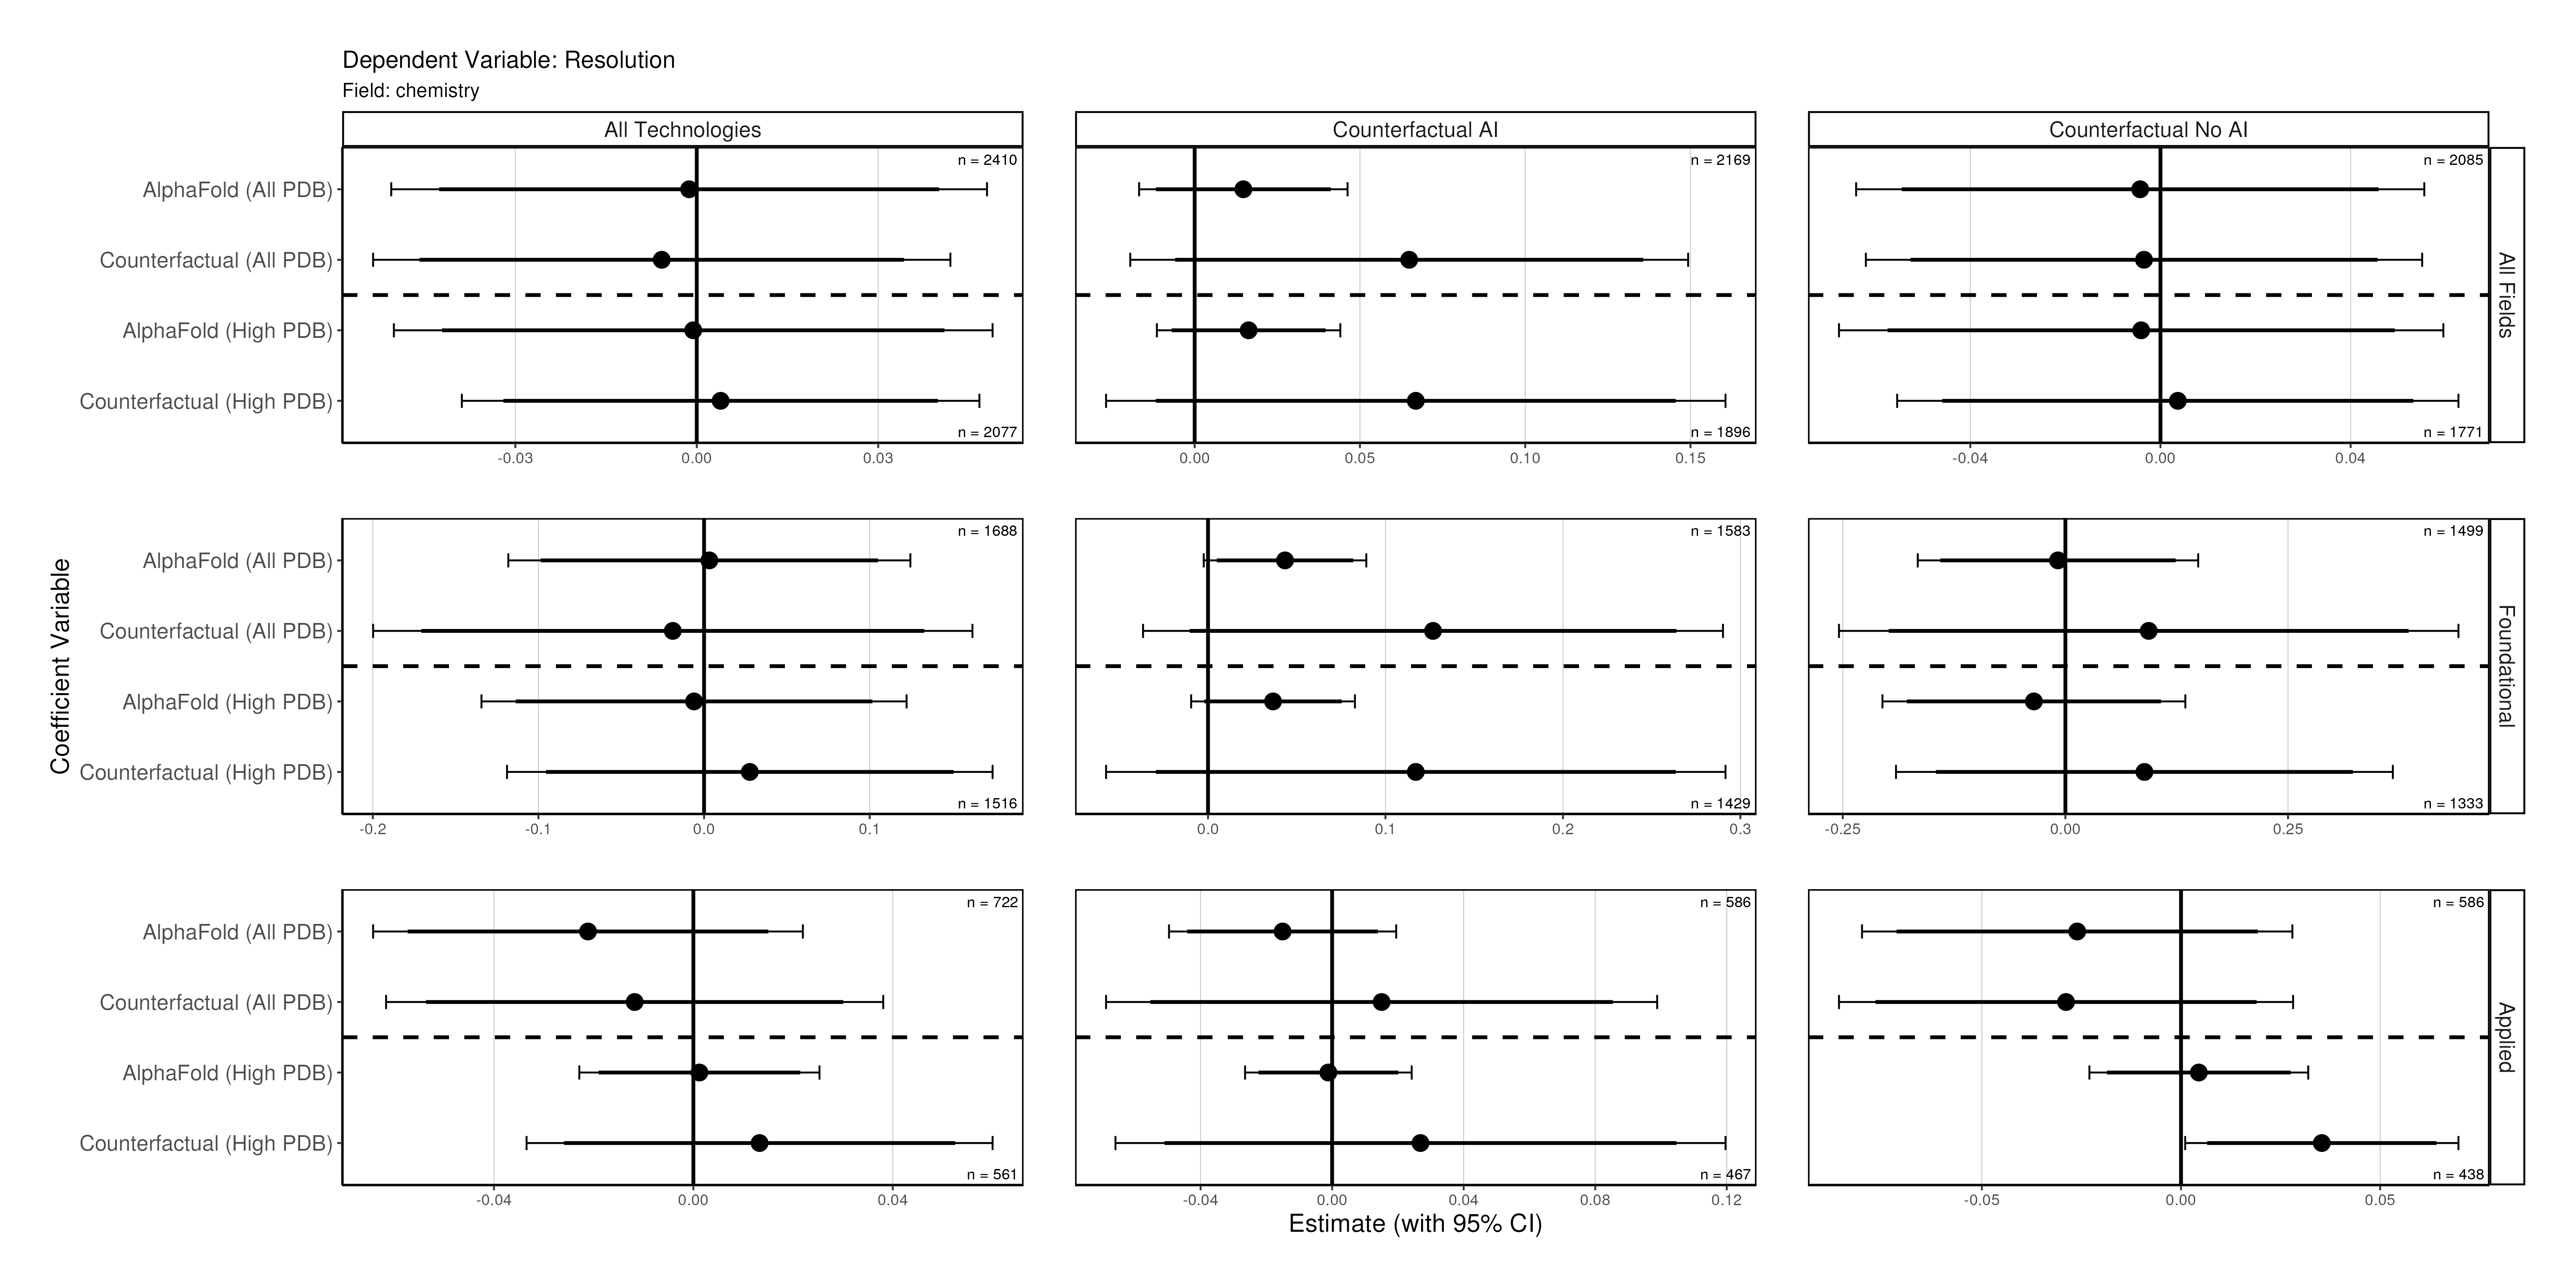 Dependent Variable: Resolution
Field: chemistry
All Technologies
Counterfactual AI
Counterfactual No AI
Coefficient Variable
AlphaFold (All PDB)
Counterfactual (All PDB)
AlphaFold (High PDB)
Counterfactual (High PDB)
n = 2410
n = 2077
-0.03 0.00 0.03
n = 2169
n = 1896
0.00 0.05 0.10 0.15
n = 2085
n = 1771
-0.04 0.00 0.04
All Fields
AlphaFold (All PDB)
Counterfactual (All PDB)
AlphaFold (High PDB)
Counterfactual (High PDB)
n = 1688
n = 1516
-0.2 -0.1 0.0 0.1
n = 1583
n = 1429
0.0 0.1 0.2 0.3
n = 1499
n = 1333
-0.25 0.00 0.25
Foundational
AlphaFold (All PDB)
Counterfactual (All PDB)
AlphaFold (High PDB)
Counterfactual (High PDB)
n = 722
n = 561
-0.04 0.00 0.04
n = 586
n = 467
-0.04 0.00 0.04 0.08 0.12
n = 586
n = 438
-0.05 0.00 0.05
Applied
Estimate (with 95% CI)